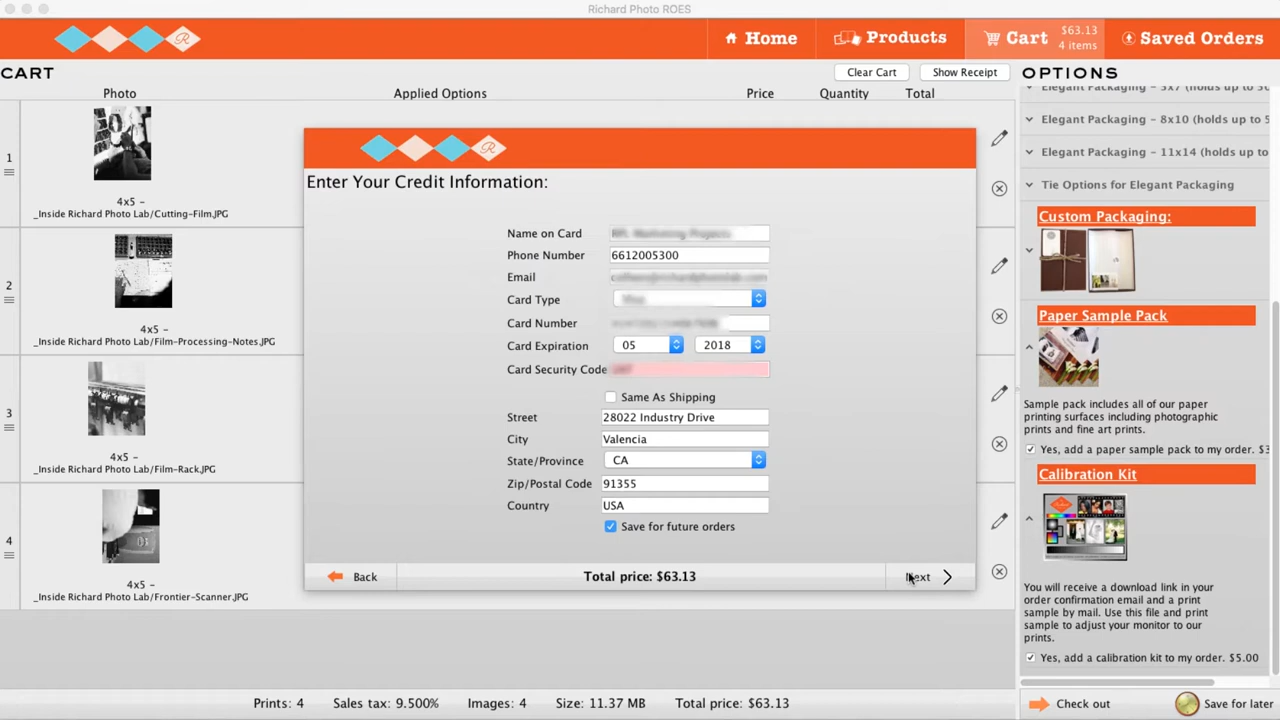 Richard Photo ROES
R
Home
Products
Cart
$63.13
4 items
Saved Orders
CART
Clear Cart
Show Receipt
OPTIONS
Photo
Applied Options
Price
Quantity
Total
Elegant Packaging - 8x10 (holds up to 5
Elegant Packaging - 11x14 (holds up to
Tie Options for Elegant Packaging
Custom Packaging:
Paper Sample Pack
Sample pack includes all of our paper
printing surfaces including photographic
prints and fine art prints.
Yes, add a paper sample pack to my order. $3
Calibration Kit
You will receive a download link in your
order confirmation email and a print
sample by mail. Use this file and print
sample to adjust your monitor to our
prints.
Yes, add a calibration kit to my order. $5.00
1
4x5 -
_Inside Richard Photo Lab/Cutting-Film.JPG
2
4x5 -
_Inside Richard Photo Lab/Film-Processing-Notes.JPG
3
4x5 -
_Inside Richard Photo Lab/Film-Rack.JPG
4
4x5 -
_Inside Richard Photo Lab/Frontier-Scanner.JPG
R
Enter Your Credit Information:
Name on Card
Phone Number 6612005300
Email
Card Type
Card Number
Card Expiration 05 2018
Card Security Code
Same As Shipping
Street 28022 Industry Drive
City Valencia
State/Province CA
Zip/Postal Code 91355
Country USA
Save for future orders
Back
Total price: $63.13
Next
Prints: 4
Sales tax: 9.500%
Images: 4
Size: 11.37 MB
Total price: $63.13
Check out
Save for later